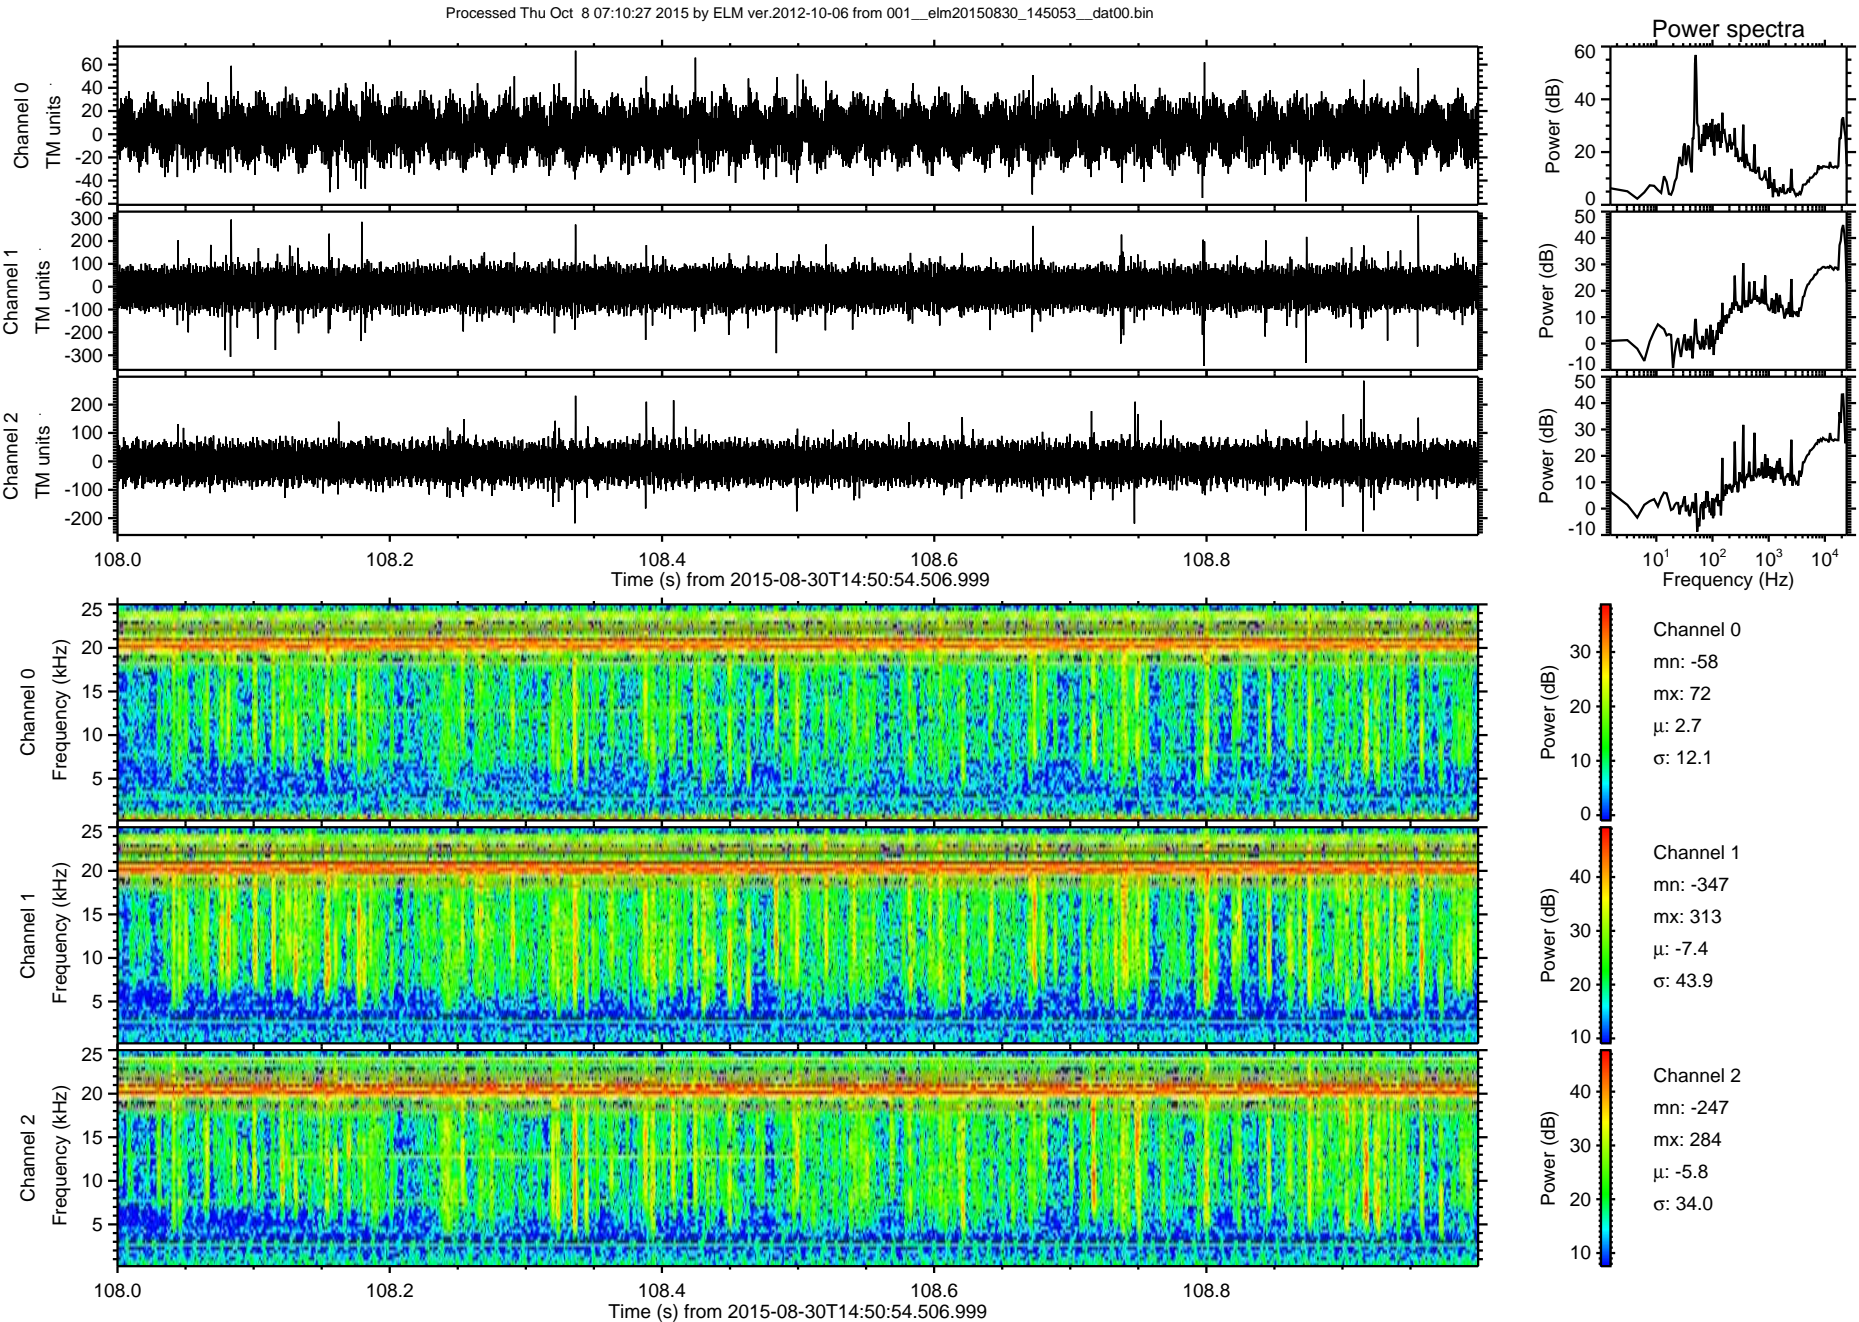 Processed Thu Oct  8 07:10:27 2015 by ELM ver.2012-10-06 from 001__elm20150830_145053__dat00.bin
Power spectra
Channel 0
TM units
60
40
20
0
-20
-40
-60
Power (dB)
60
40
20
0
Channel 1
TM units
300
200
100
0
-100
-200
-300
Power (dB)
50
40
30
20
10
0
-10
Channel 2
TM units
200
100
0
-100
-200
Power (dB)
50
40
30
20
10
0
-10
108.0 108.2 108.4 108.6 108.8
Time (s) from 2015-08-30T14:50:54.506.999
10^1 10^2 10^3 10^4
Frequency (Hz)
Channel 0
Frequency (kHz)
25
20
15
10
5
Power (dB)
30
20
10
0
Channel 0
mn: -58
mx: 72
µ: 2.7
σ: 12.1
Channel 1
Frequency (kHz)
25
20
15
10
5
Power (dB)
40
30
20
10
Channel 1
mn: -347
mx: 313
µ: -7.4
σ: 43.9
Channel 2
Frequency (kHz)
25
20
15
10
5
Power (dB)
40
30
20
10
Channel 2
mn: -247
mx: 284
µ: -5.8
σ: 34.0
108.0 108.2 108.4 108.6 108.8
Time (s) from 2015-08-30T14:50:54.506.999